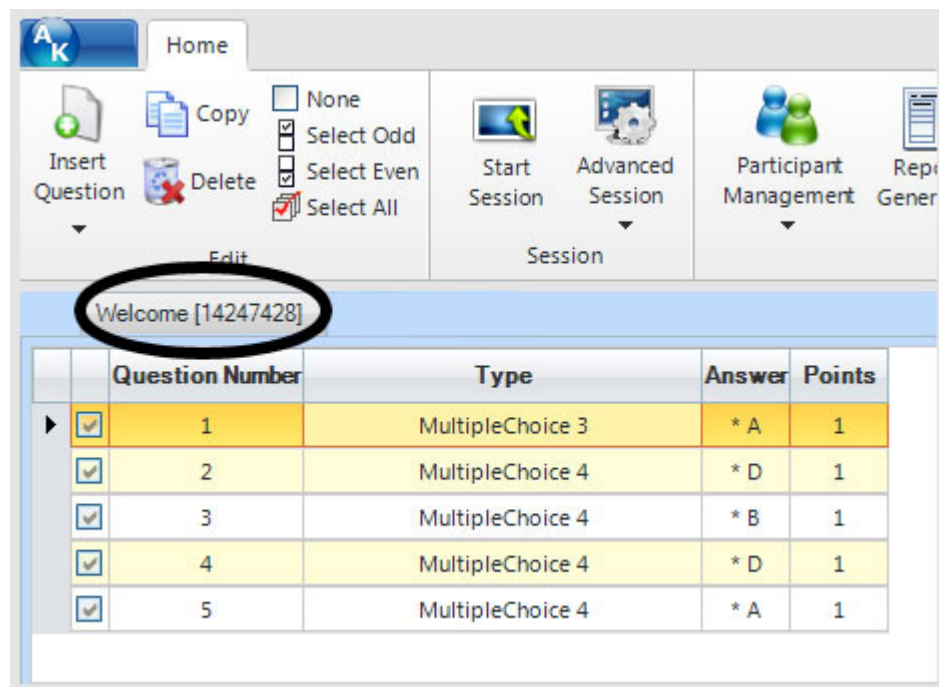 AK
Home
Insert
Question
Copy
Delete
None
Select Odd
Select Even
Select All
Edit
Start
Session
Advanced
Session
Session
Participant
Management
Welcome [14247428]
Question Number Type Answer Points
1 MultipleChoice 3 * A 1
2 MultipleChoice 4 * D 1
3 MultipleChoice 4 * B 1
4 MultipleChoice 4 * D 1
5 MultipleChoice 4 * A 1